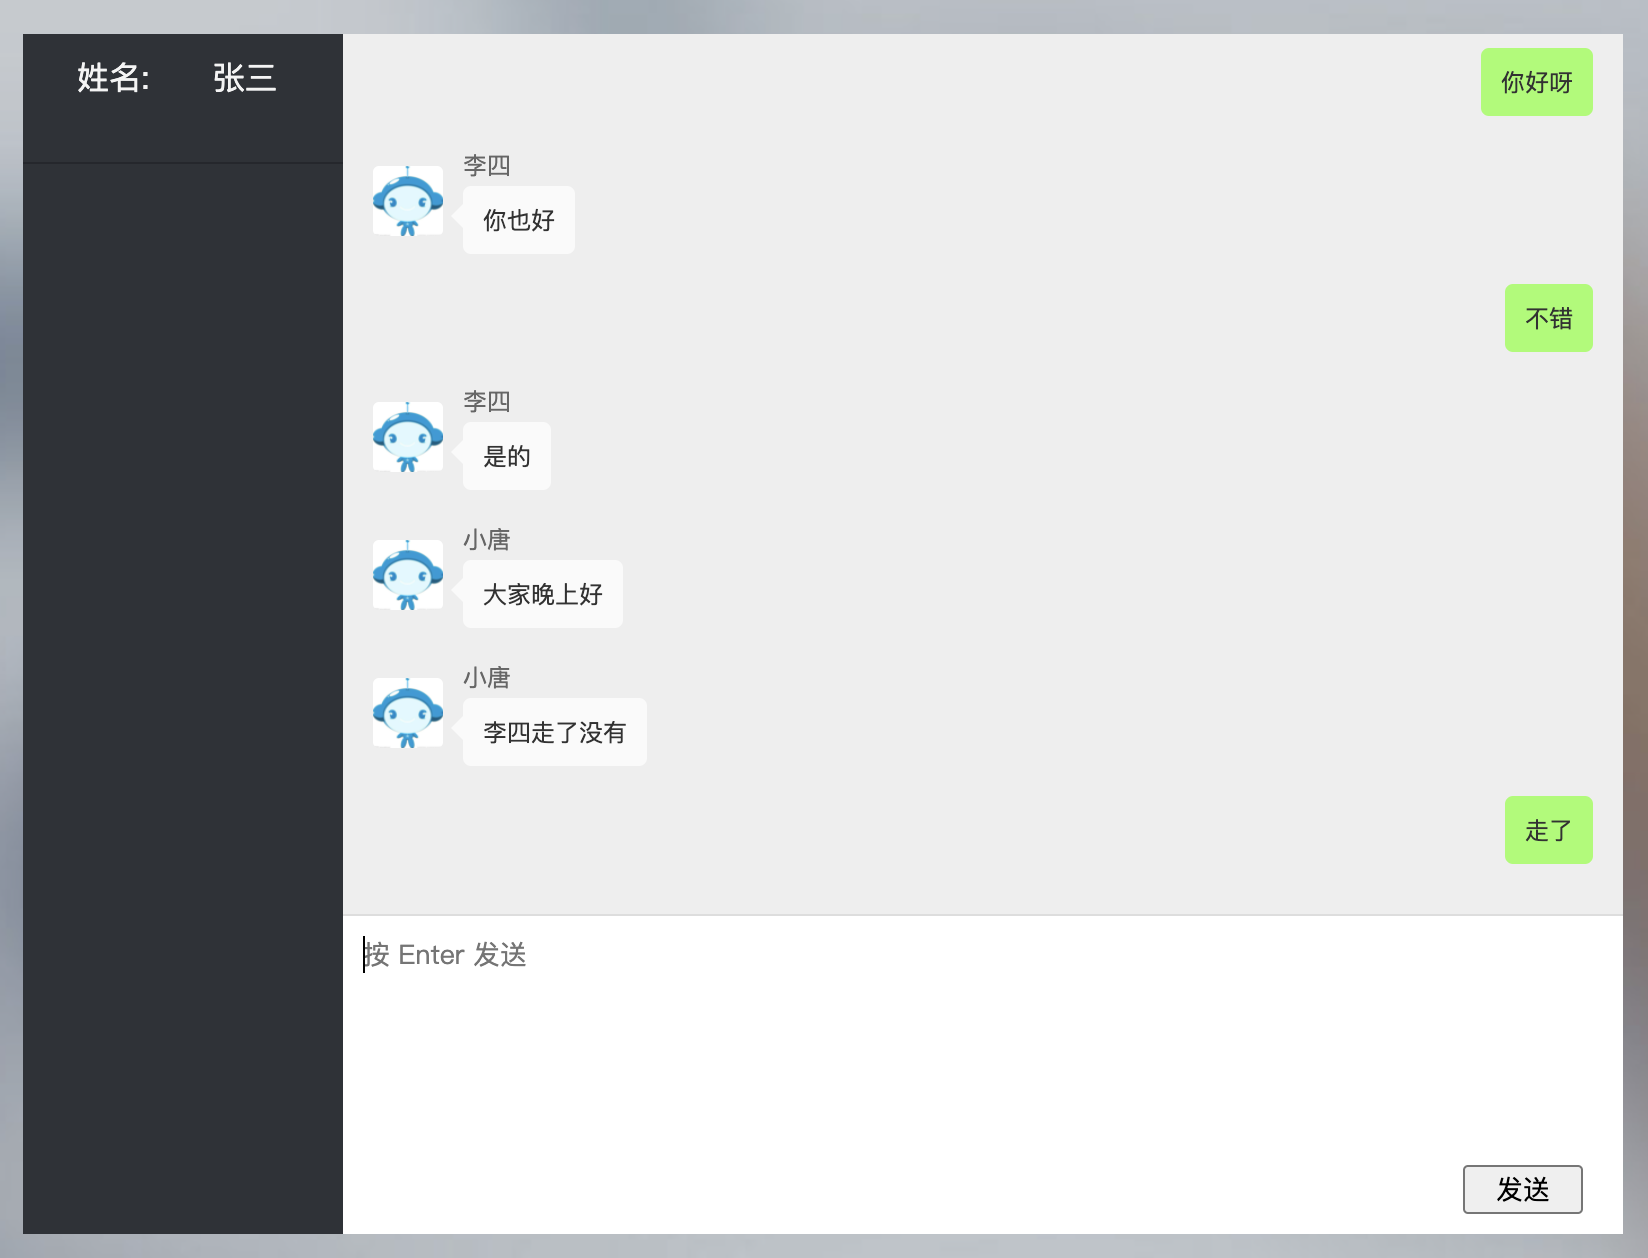 姓名: 张三
你好呀
李四
你也好
不错
李四
是的
小唐
大家晚上好
小唐
李四走了没有
走了
按 Enter 发送
发送